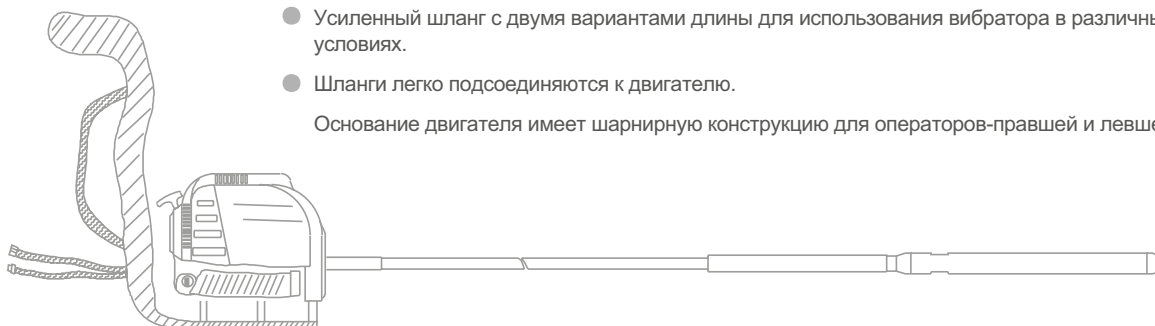 Усиленный шланг с двумя вариантами длины для использования вибратора в различны
условиях.
Шланги легко подсоединяются к двигателю.
Основание двигателя имеет шарнирную конструкцию для операторов-правшей и левше